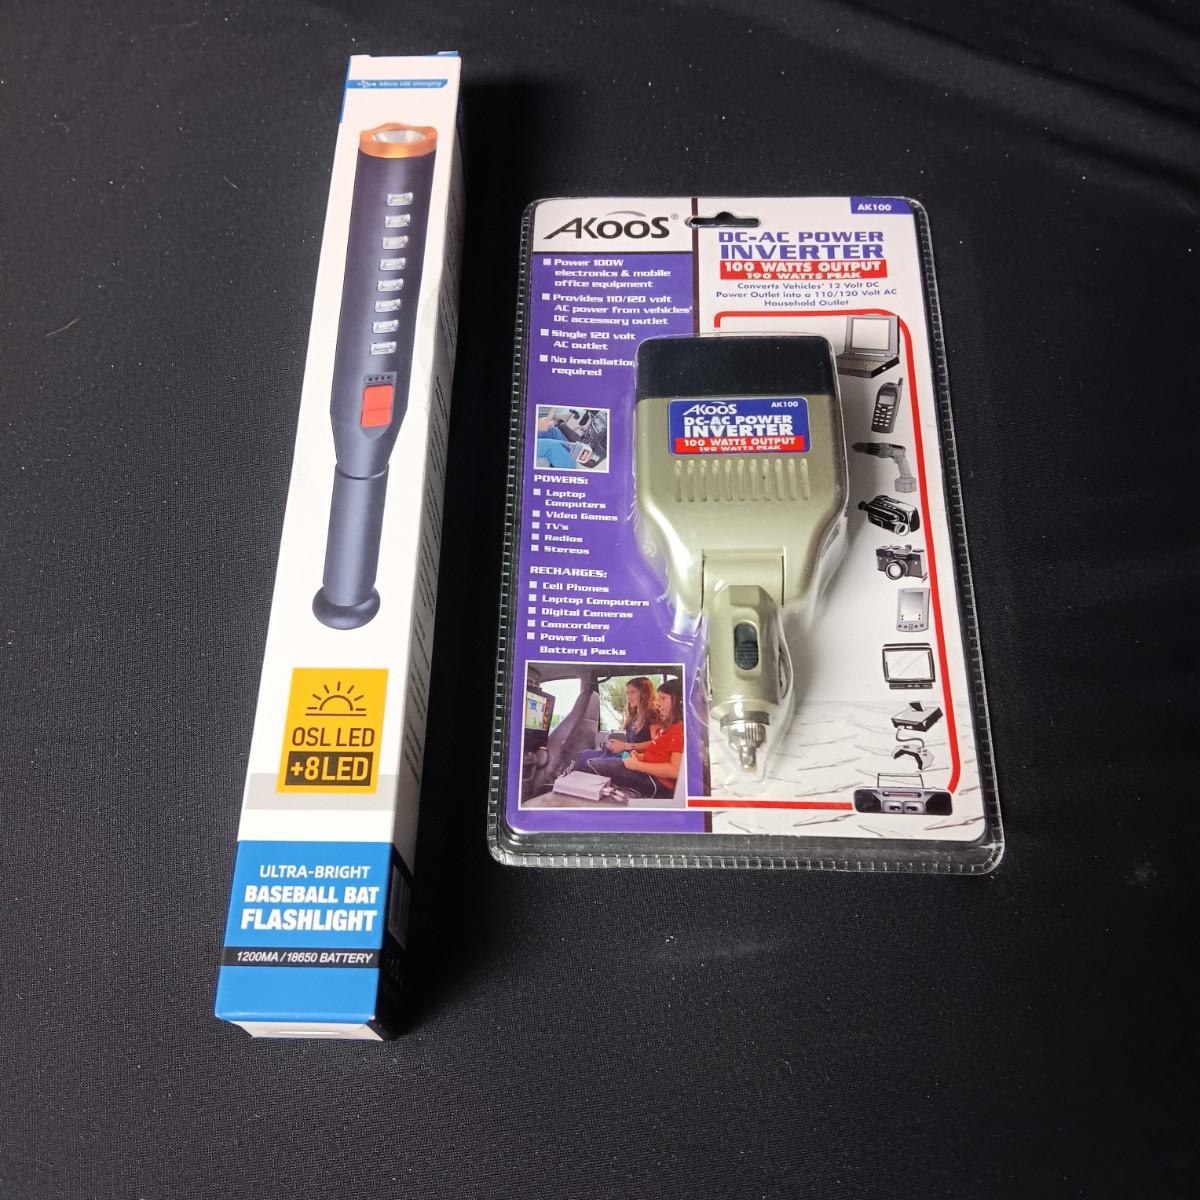 Micro USB charging
OSL LED
+8LED
ULTRA-BRIGHT
BASEBALL BAT
FLASHLIGHT
1200MA / 18650 BATTERY
AKOOS®
Power 100W
electronics & mobile
office equipment
Provides 110/120 volt
AC power from vehicles'
DC accessory outlet
Single 120 volt
AC outlet
No installation
required
POWERS:
Laptop
Computers
Video Games
TV's
Radios
Stereos
RECHARGES:
Cell Phones
Laptop Computers
Digital Cameras
Camcorders
Power Tool
Battery Packs
AK100
DC-AC POWER
INVERTER
100 WATTS OUTPUT
190 WATTS PEAK
Converts Vehicles' 12 Volt DC
Power Outlet into a 110/120 Volt AC
Household Outlet
AKOOS AK100
DC-AC POWER
INVERTER
100 WATTS OUTPUT
190 WATTS PEAK